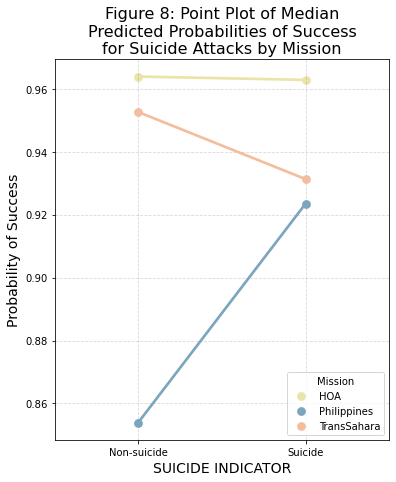 Figure 8: Point Plot of Median
Predicted Probabilities of Success
for Suicide Attacks by Mission
Probability of Success
0.96
0.94
0.92
0.90
0.88
0.86
Mission
HOA
Philippines
TransSahara
Non-suicide
Suicide
SUICIDE INDICATOR